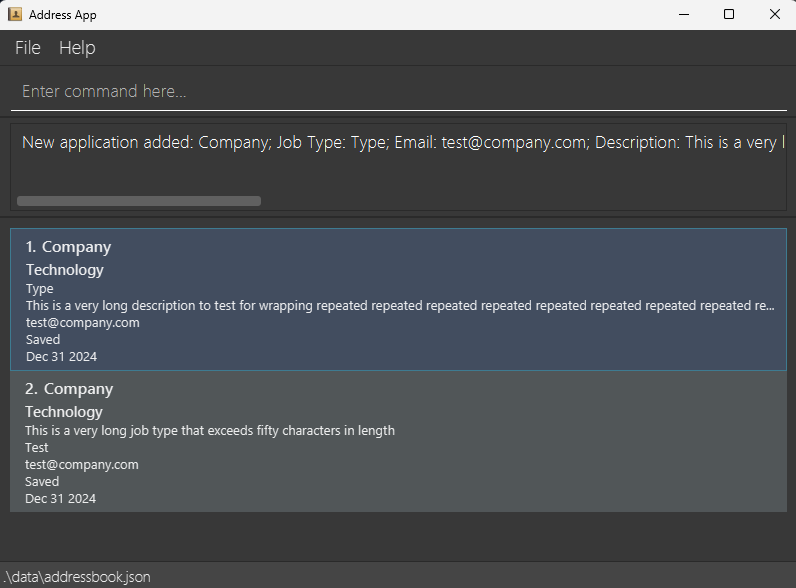 Address App
File Help
Enter command here...
New application added: Company; Job Type: Type; Email: test@company.com; Description: This is a very l
1. Company
Technology
Type
This is a very long description to test for wrapping repeated repeated repeated repeated repeated repeated repeated repeated re...
test@company.com
Saved
Dec 31 2024
2. Company
Technology
This is a very long job type that exceeds fifty characters in length
Test
test@company.com
Saved
Dec 31 2024
.\data\addressbook.json